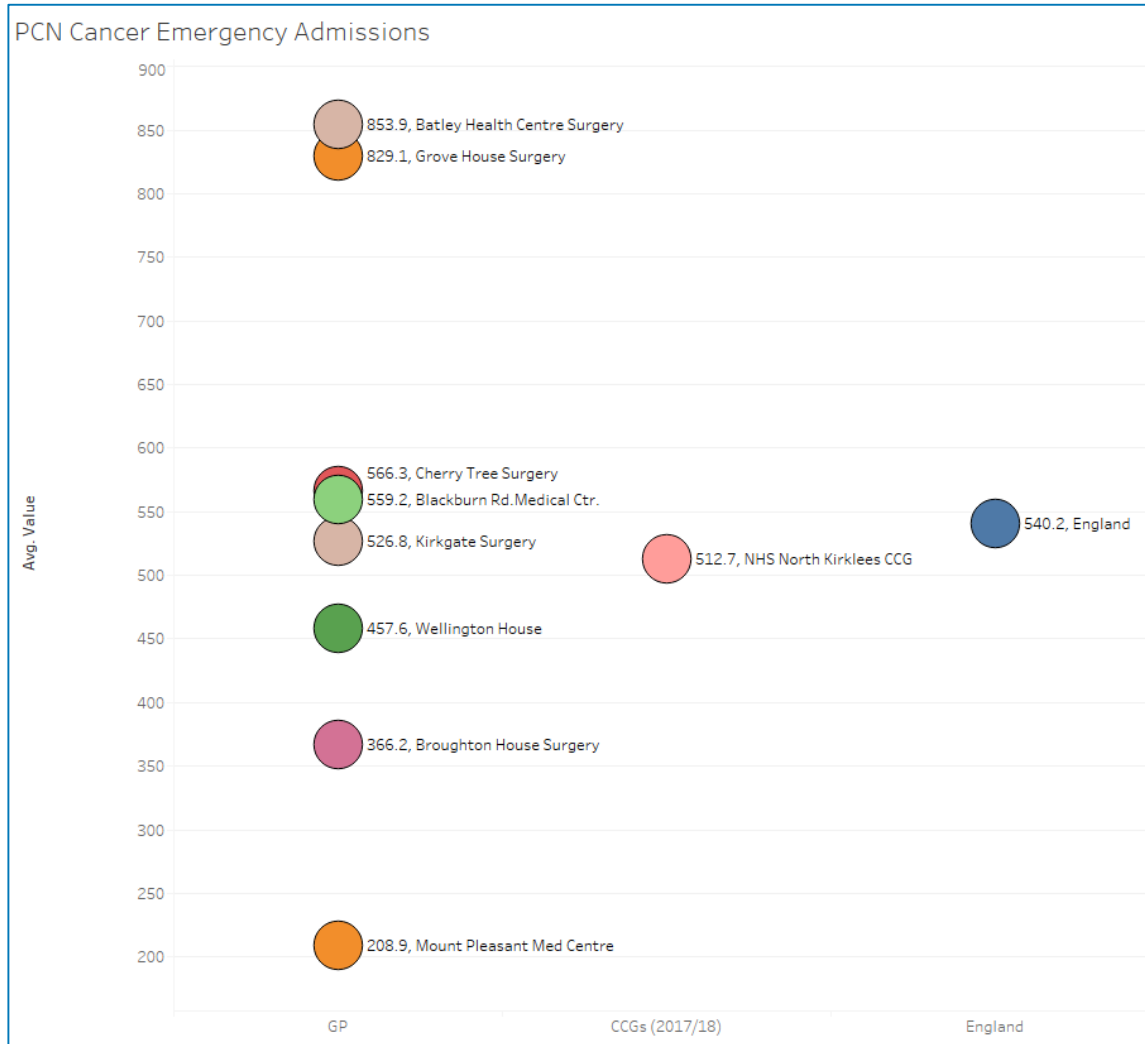 PCN Cancer Emergency Admissions
900
850
800
750
700
650
600
550
500
450
400
350
300
250
200
Avg. Value
853.9, Batley Health Centre Surgery
829.1, Grove House Surgery
566.3, Cherry Tree Surgery
559.2, Blackburn Rd.Medical Ctr.
526.8, Kirkgate Surgery
457.6, Wellington House
366.2, Broughton House Surgery
208.9, Mount Pleasant Med Centre
512.7, NHS North Kirklees CCG
540.2, England
GP
CCGs (2017/18)
England